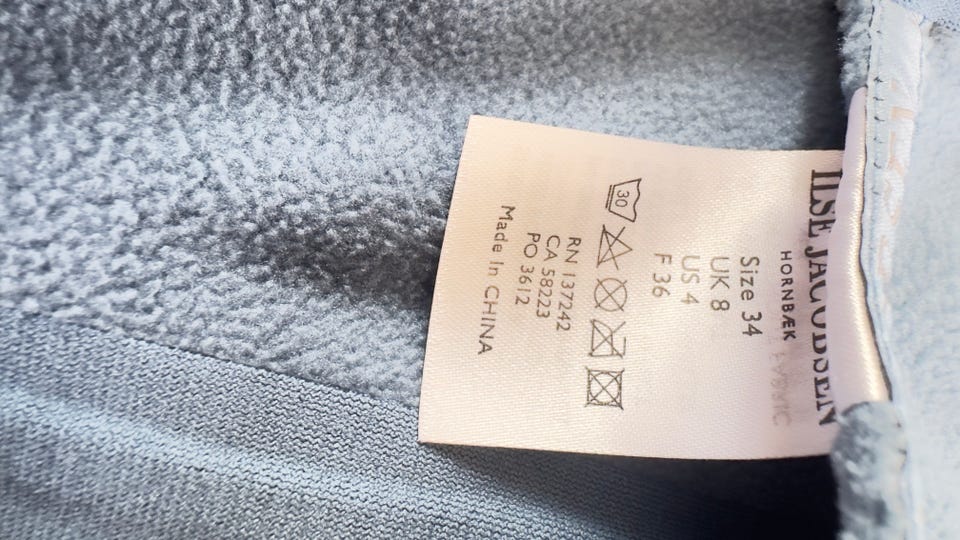 ILSE JACOBSEN
HORNBÆK
Size 34
UK 8
US 4
F 36
30
RN 137242
CA 58223
PO 3612
Made In CHINA